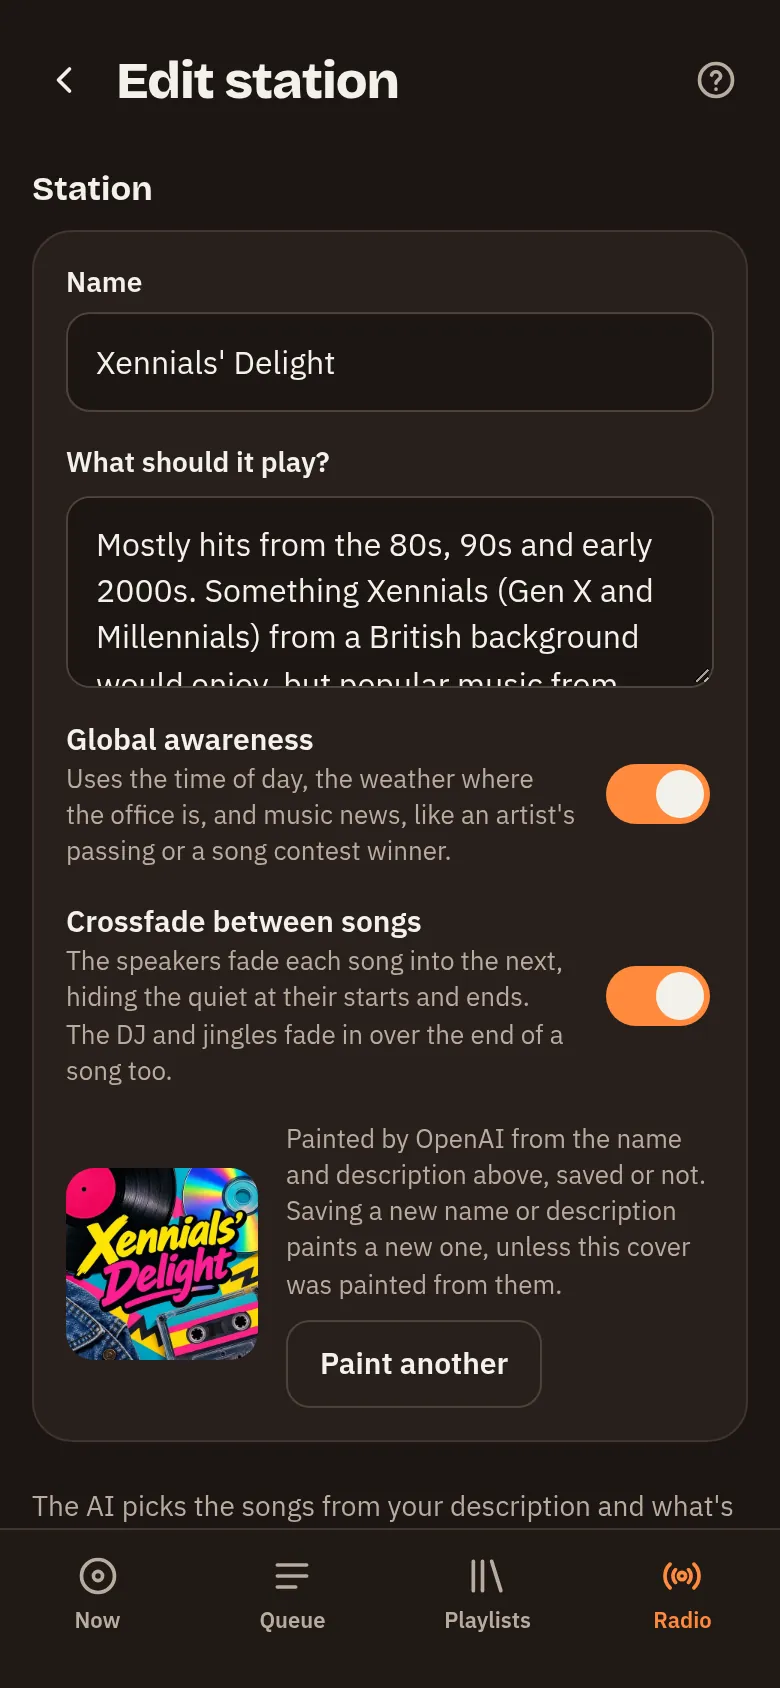 Edit station
Station
Name
Xennials' Delight
What should it play?
Mostly hits from the 80s, 90s and early
2000s. Something Xennials (Gen X and
Millennials) from a British background
would enjoy, but popular music from
Global awareness
Uses the time of day, the weather where
the office is, and music news, like an artist's
passing or a song contest winner.
Crossfade between songs
The speakers fade each song into the next,
hiding the quiet at their starts and ends.
The DJ and jingles fade in over the end of a
song too.
Xennials'
Delight
Painted by OpenAI from the name
and description above, saved or not.
Saving a new name or description
paints a new one, unless this cover
was painted from them.
Paint another
The AI picks the songs from your description and what's
Now
Queue
Playlists
Radio